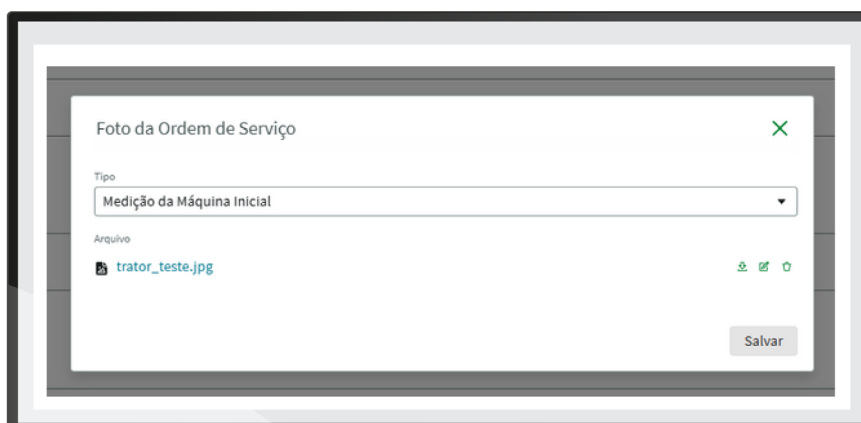 Foto da Ordem de Serviço
Tipo
Medição da Máquina Inicial
Arquivo
trator_teste.jpg
Salvar